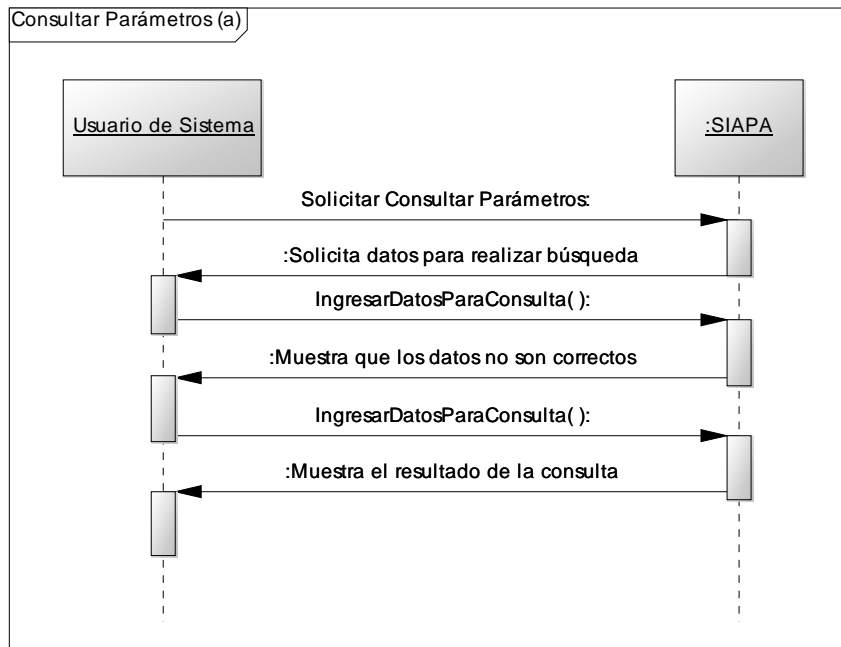 Consultar Parámetros (a)
Usuario de Sistema
:SIAPA
Solicitar Consultar Parámetros:
:Solicita datos para realizar búsqueda
IngresarDatosParaConsulta( ):
:Muestra que los datos no son correctos
IngresarDatosParaConsulta( ):
:Muestra el resultado de la consulta